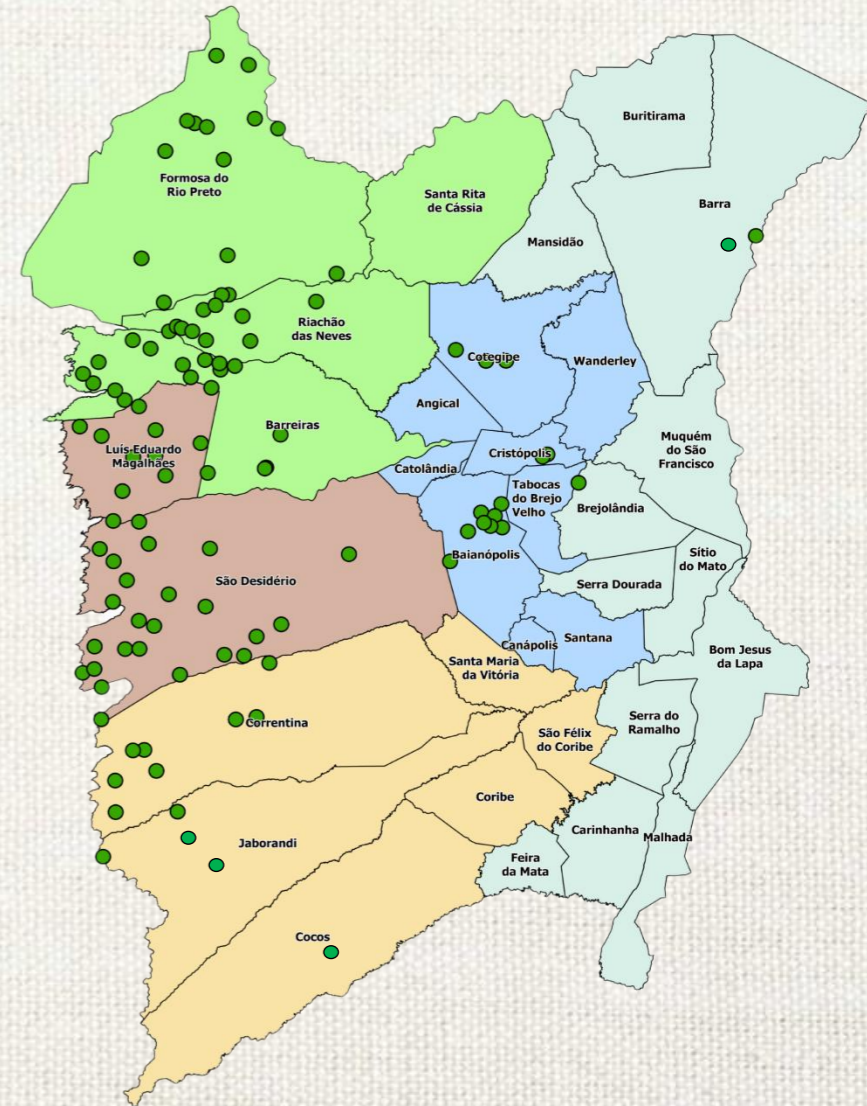 Buritirama
Formosa do
Rio Preto
Santa Rita
de Cássia
Barra
Mansidão
Riachão
das Neves
Cotegipe
Wanderley
Angical
Barreiras
Luís Eduardo
Magalhães
Cristópolis
Catolândia
Muquém
do São
Francisco
Tabocas
do Brejo
Velho
Brejolândia
Baianópolis
São Desidério
Serra Dourada
Sítio
do Mato
Canápolis
Santana
Santa Maria
da Vitória
Bom Jesus
da Lapa
Correntina
São Félix
do Coribe
Serra do
Ramalho
Coribe
Jaborandi
Carinhanha
Malhada
Feira
da Mata
Cocos